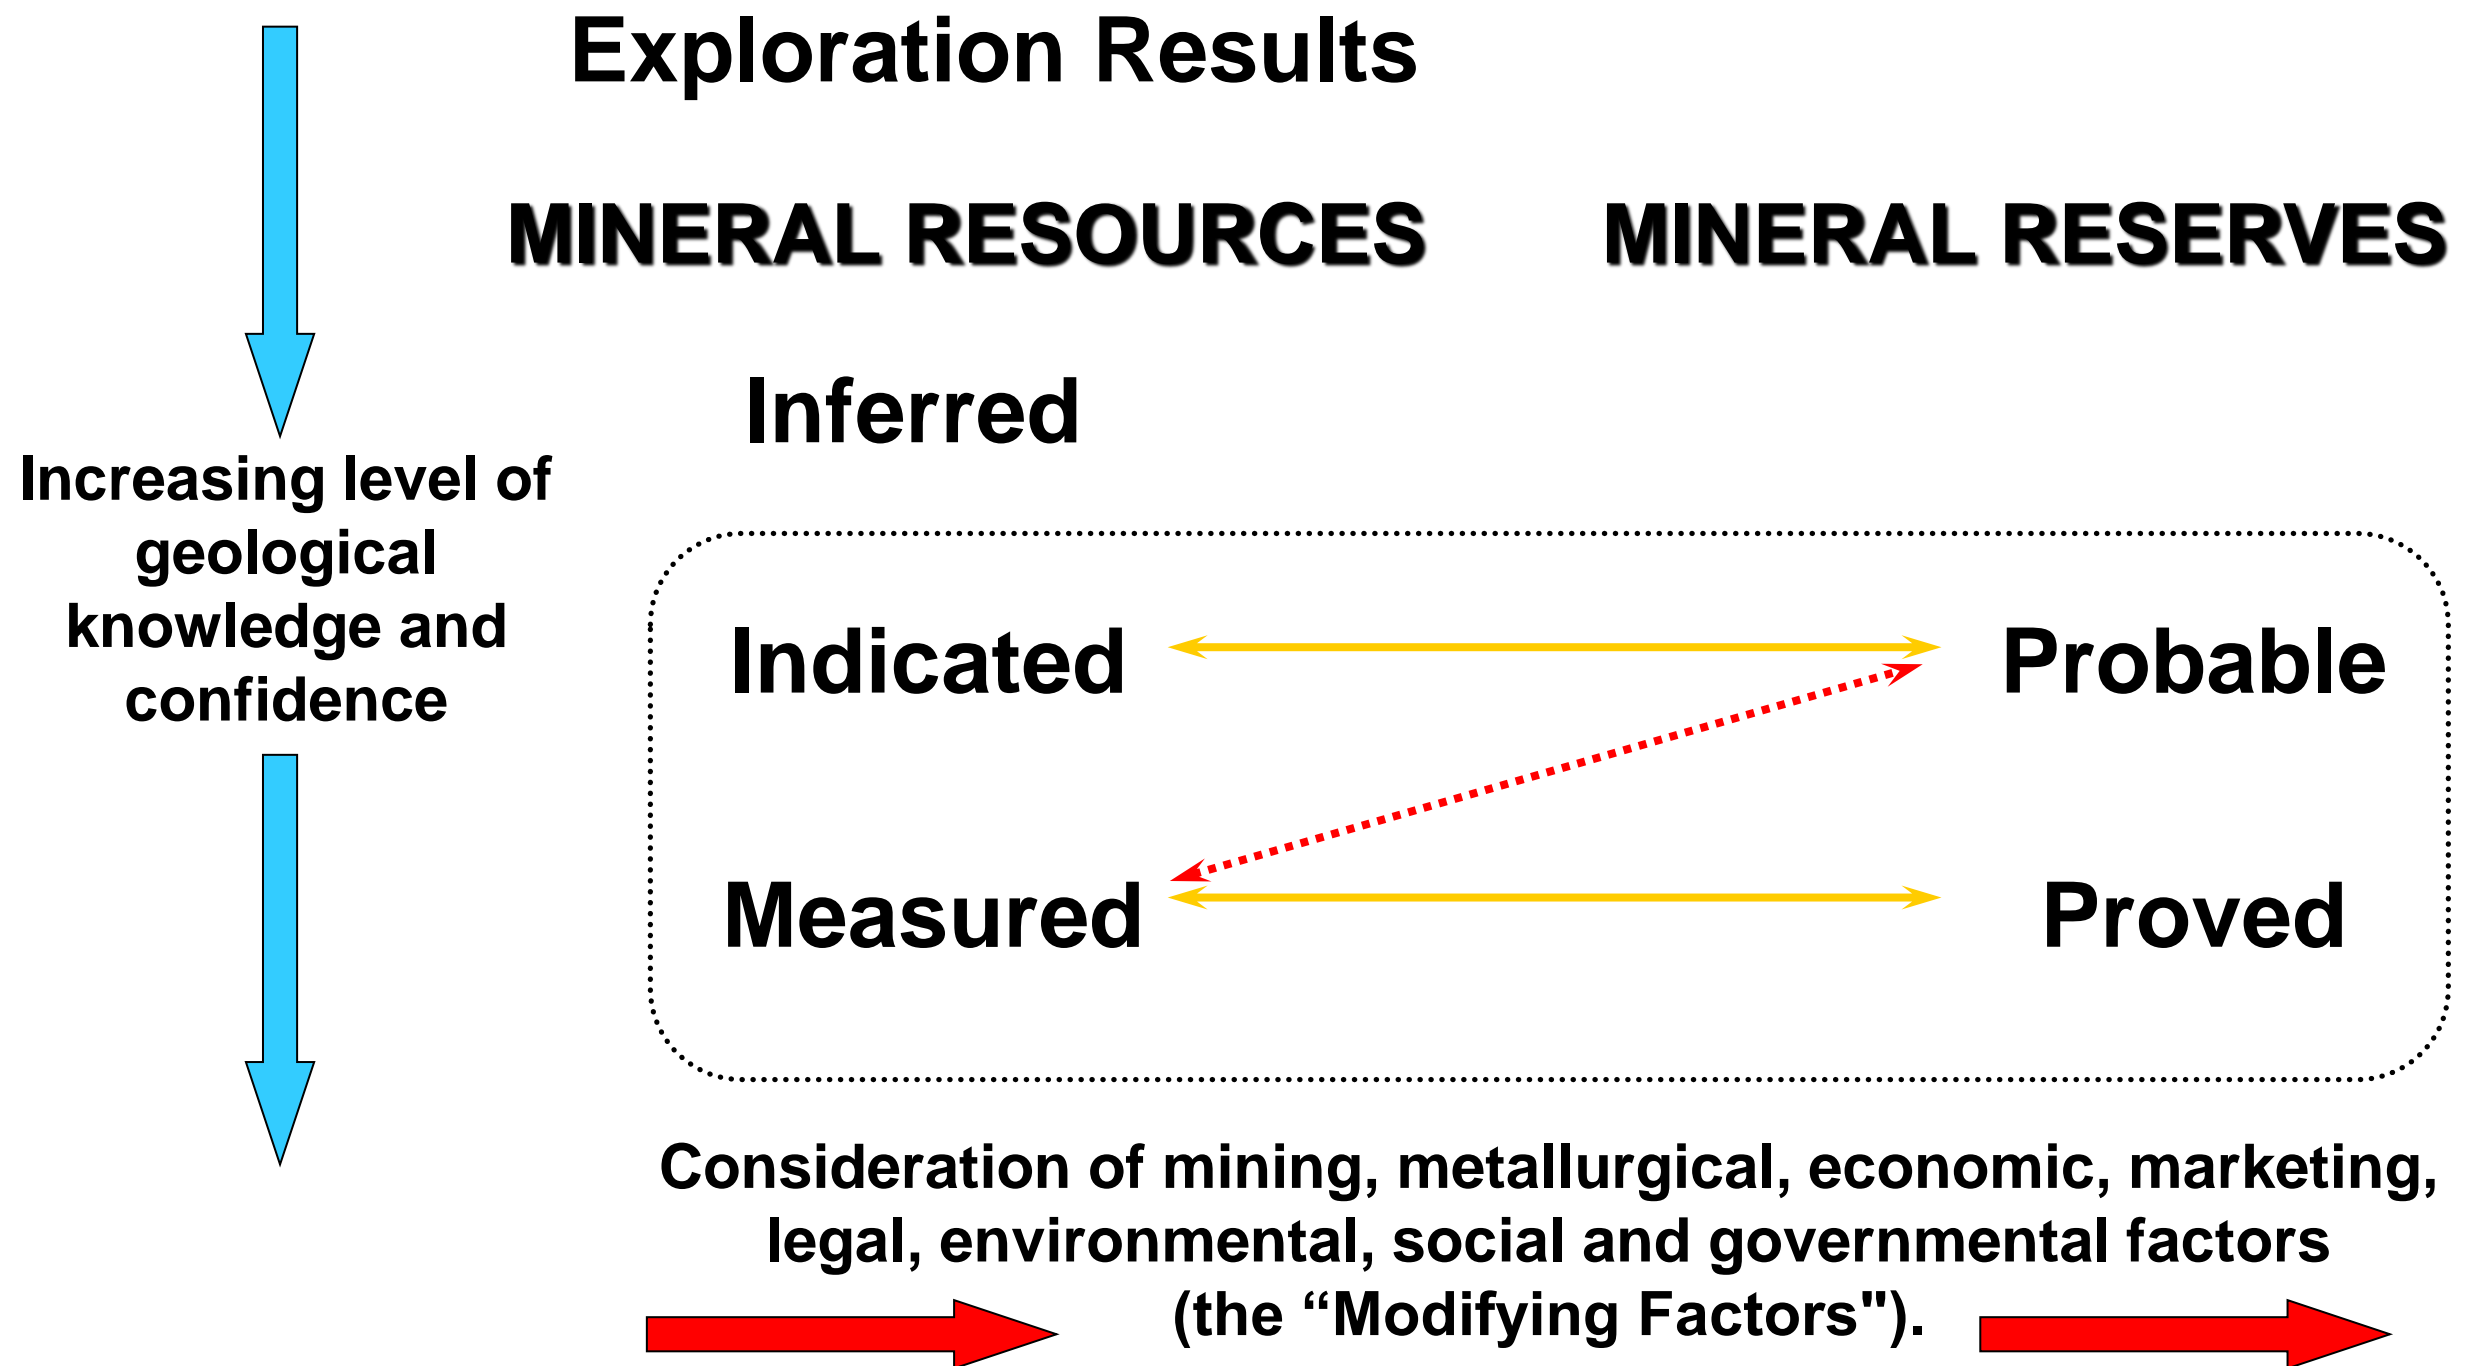 Exploration Results
MINERAL RESOURCES
MINERAL RESERVES
Inferred
Increasing level of
geological
knowledge and
confidence
Indicated
Probable
Measured
Proved
Consideration of mining, metallurgical, economic, marketing,
legal, environmental, social and governmental factors
(the “Modifying Factors").